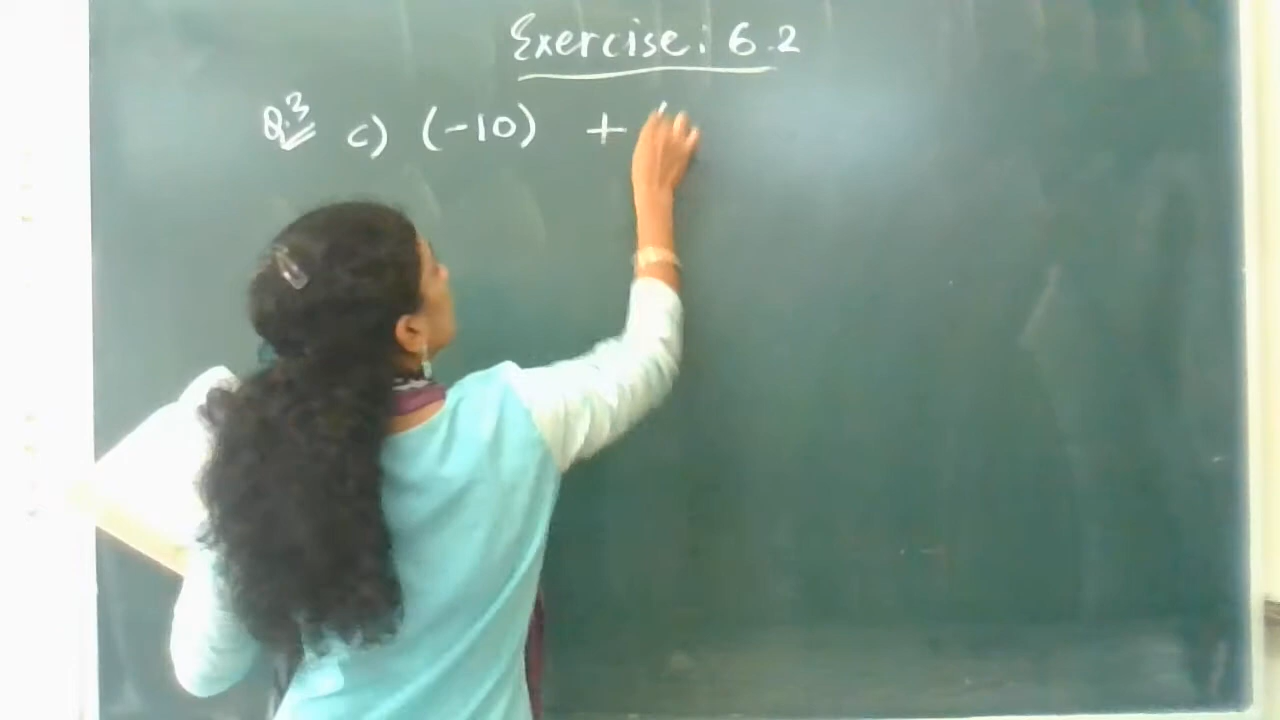 Exercise: 6.2
Q.3 c) (-10) + (